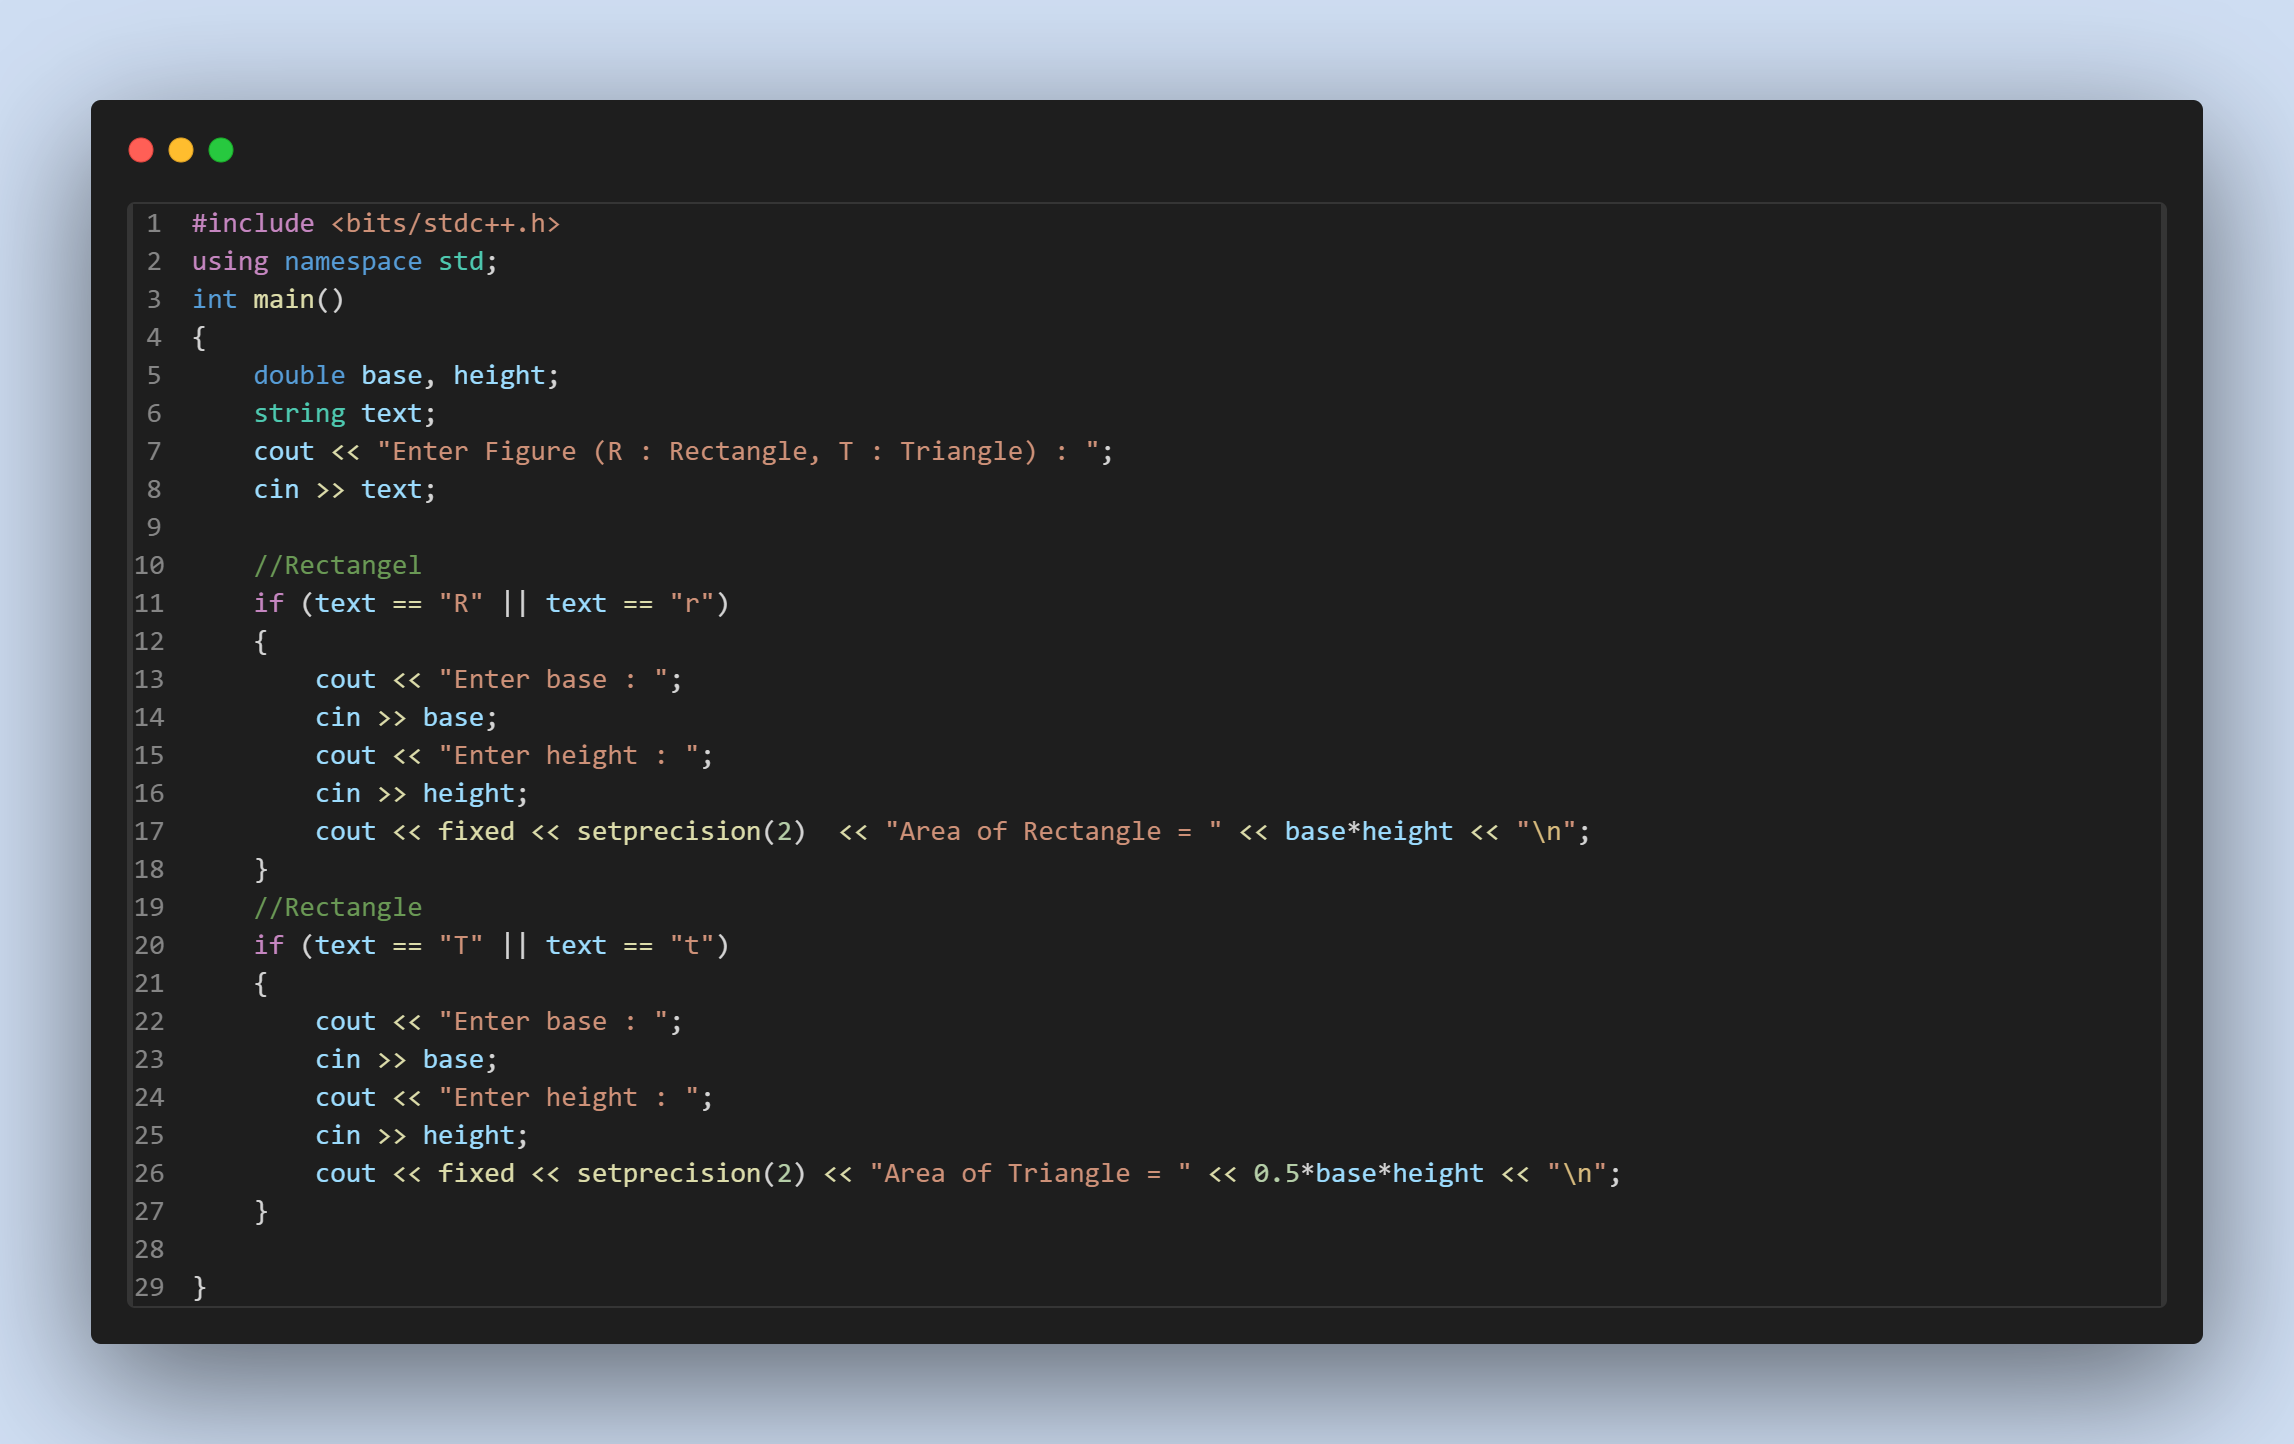 1 #include <bits/stdc++.h>
2 using namespace std;
3 int main()
4 {
5     double base, height;
6     string text;
7     cout << "Enter Figure (R : Rectangle, T : Triangle) : ";
8     cin >> text;
9
10     //Rectangel
11     if (text == "R" || text == "r")
12     {
13         cout << "Enter base : ";
14         cin >> base;
15         cout << "Enter height : ";
16         cin >> height;
17         cout << fixed << setprecision(2)  << "Area of Rectangle = " << base*height << "\n";
18     }
19     //Rectangle
20     if (text == "T" || text == "t")
21     {
22         cout << "Enter base : ";
23         cin >> base;
24         cout << "Enter height : ";
25         cin >> height;
26         cout << fixed << setprecision(2) << "Area of Triangle = " << 0.5*base*height << "\n";
27     }
28
29 }